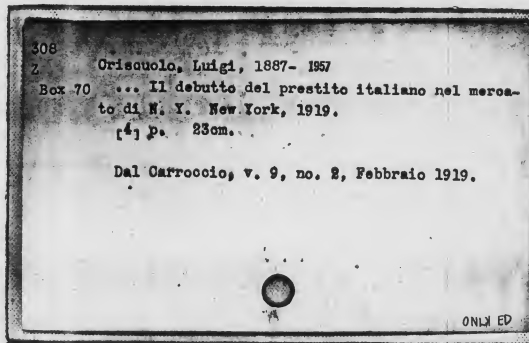 308
Z Criscuolo, Luigi, 1887- 1957
Box 70 ... Il debutto del prestito italiano nel merca-
to di N. Y. New York, 1919.
[4] p. 23cm.
Dal Carroccio, v. 9, no. 2, Febbraio 1919.
ONLY ED